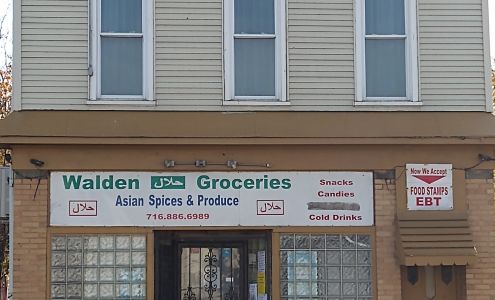 Walden حلال Groceries
Asian Spices & Produce
حلال
حلال
716.886.6989
Snacks
Candies
Cold Drinks
Now We Accept
FOOD STAMPS
EBT